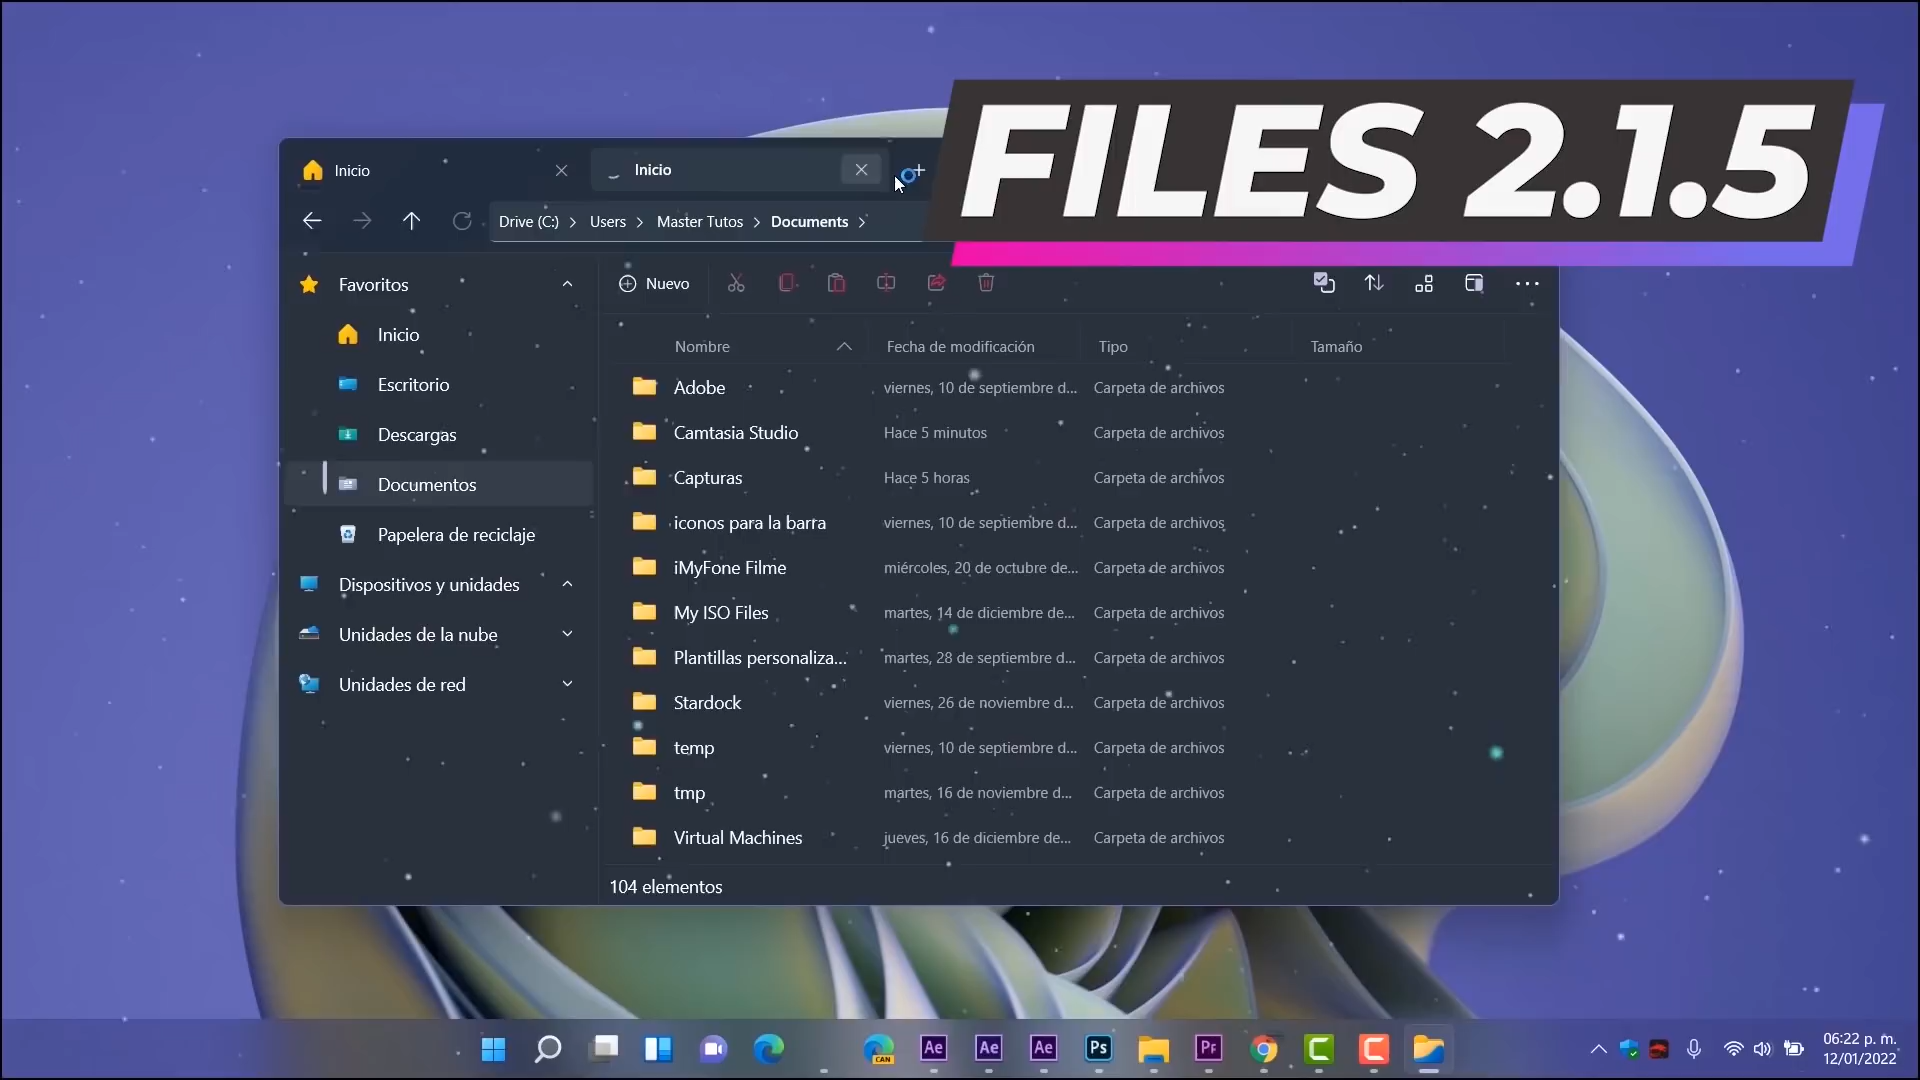 FILES 2.1.5
Inicio
Inicio
Drive (C:) > Users > Master Tutos > Documents >
Favoritos
Nuevo
Inicio
Escritorio
Descargas
Documentos
Papelera de reciclaje
Dispositivos y unidades
Unidades de la nube
Unidades de red
Nombre Fecha de modificación Tipo Tamaño
Adobe viernes, 10 de septiembre d... Carpeta de archivos
Camtasia Studio Hace 5 minutos Carpeta de archivos
Capturas Hace 5 horas Carpeta de archivos
iconos para la barra viernes, 10 de septiembre d... Carpeta de archivos
iMyFone Filme miércoles, 20 de octubre de... Carpeta de archivos
My ISO Files martes, 14 de diciembre de... Carpeta de archivos
Plantillas personaliza... martes, 28 de septiembre d... Carpeta de archivos
Stardock viernes, 26 de noviembre d... Carpeta de archivos
temp viernes, 10 de septiembre d... Carpeta de archivos
tmp martes, 16 de noviembre d... Carpeta de archivos
Virtual Machines jueves, 16 de diciembre de... Carpeta de archivos
104 elementos
CAN Ae Ae Ae Ps Pr C C
06:22 p. m.
12/01/2022